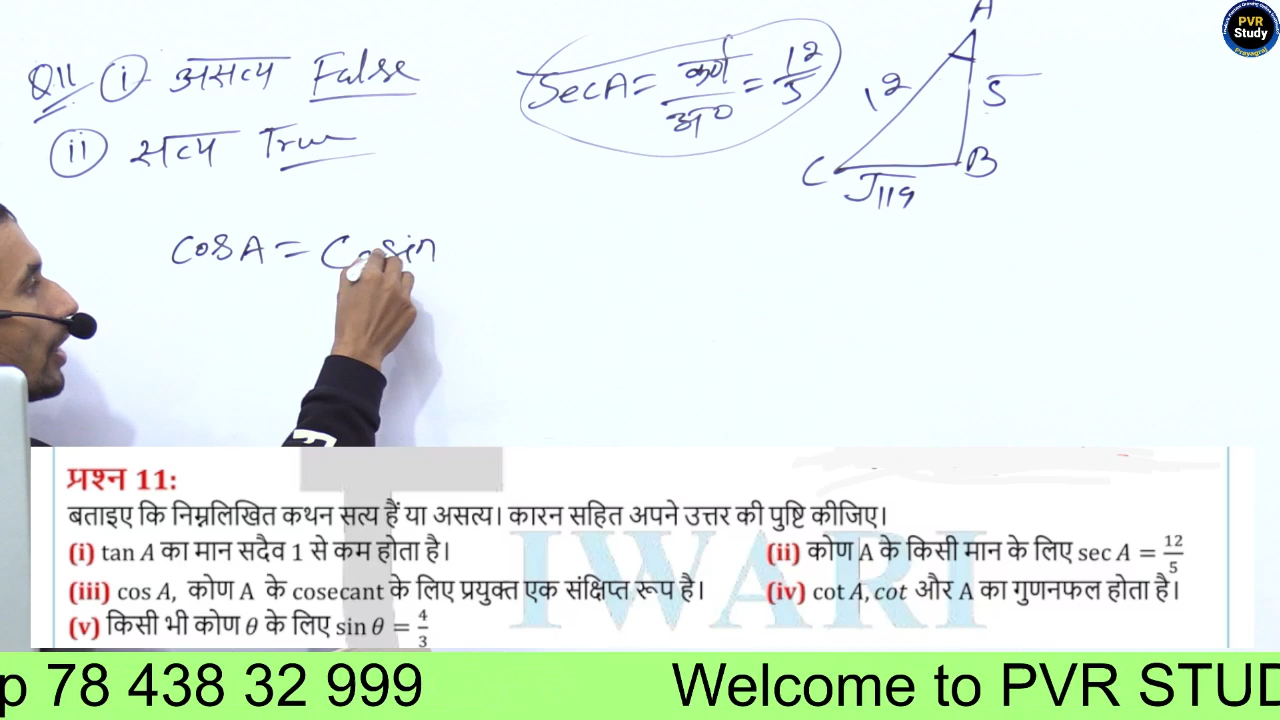 PVR
Study
Prayagraj
Q11 (i) असत्य False
(ii) सत्य True
SecA = कर्ण/अ० = 12/5
A
12
5
C
B
√119
cosA = Cosin
प्रश्न 11:
बताइए कि निम्नलिखित कथन सत्य हैं या असत्य। कारन सहित अपने उत्तर की पुष्टि कीजिए।
(i) tan A का मान सदैव 1 से कम होता है। (ii) कोण A के किसी मान के लिए sec A = 12/5
(iii) cos A, कोण A के cosecant के लिए प्रयुक्त एक संक्षिप्त रूप है। (iv) cot A, cot और A का गुणनफल होता है।
(v) किसी भी कोण θ के लिए sin θ = 4/3
TIWARI
p 78 438 32 999 Welcome to PVR STUD